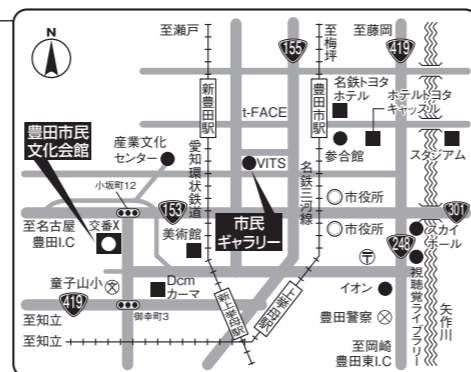 N
至瀬戸
155
至梅坪
至藤岡
419
新豊田駅
豊田市駅
名鉄トヨタ
ホテル
ホテルトヨタ
キャッスル
t-FACE
豊田市民
文化会館
産業文化
センター
愛知環状鉄道
VITS
名鉄三河線
参合館
スタジアム
小坂町12
153
市民
ギャラリー
市役所
301
至名古屋
豊田I.C
交番X
美術館
市役所
248
スカイ
ホール
童子山小
文
Dcm
カーマ
〒
イオン
視聴覚ライブラリー
矢作川
419
御幸町3
新上挙母駅
上挙母駅
豊田警察
至知立
至知立
至岡崎
豊田東I.C